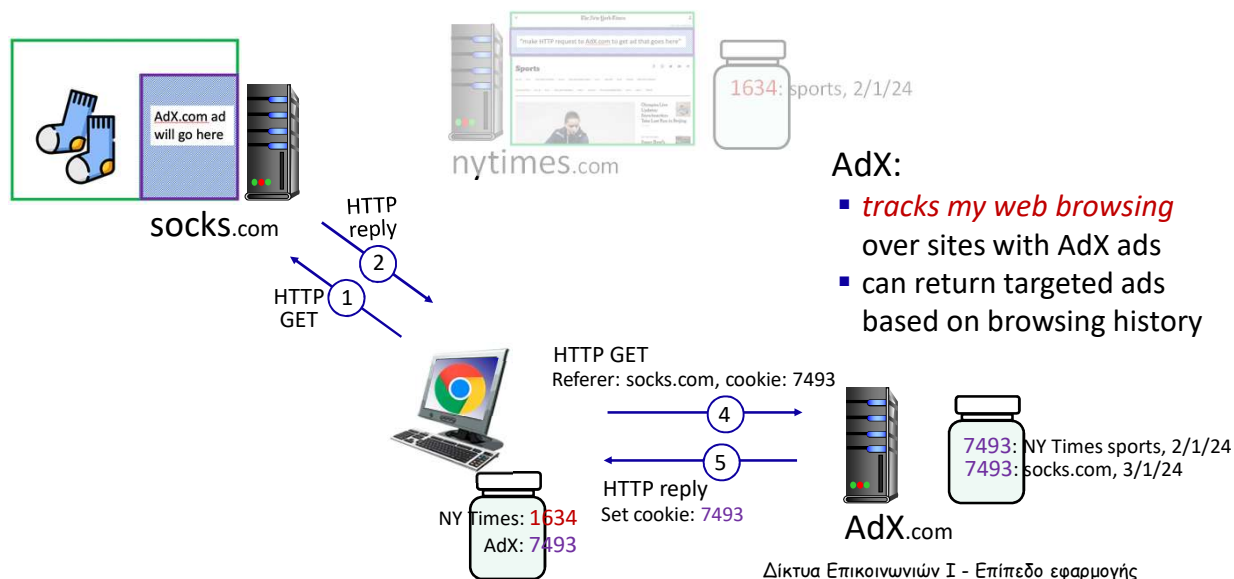 The New York Times
"make HTTP request to AdX.com to get ad that goes here"
Sports
1634: sports, 2/1/24
nytimes.com
AdX.com ad
will go here
socks.com
HTTP
reply
2
1
HTTP
GET
AdX:
▪ tracks my web browsing
over sites with AdX ads
▪ can return targeted ads
based on browsing history
HTTP GET
Referer: socks.com, cookie: 7493
4
5
HTTP reply
Set cookie: 7493
NY Times: 1634
AdX: 7493
7493: NY Times sports, 2/1/24
7493: socks.com, 3/1/24
AdX.com
Δίκτυα Επικοινωνιών Ι - Επίπεδο εφαρμογής